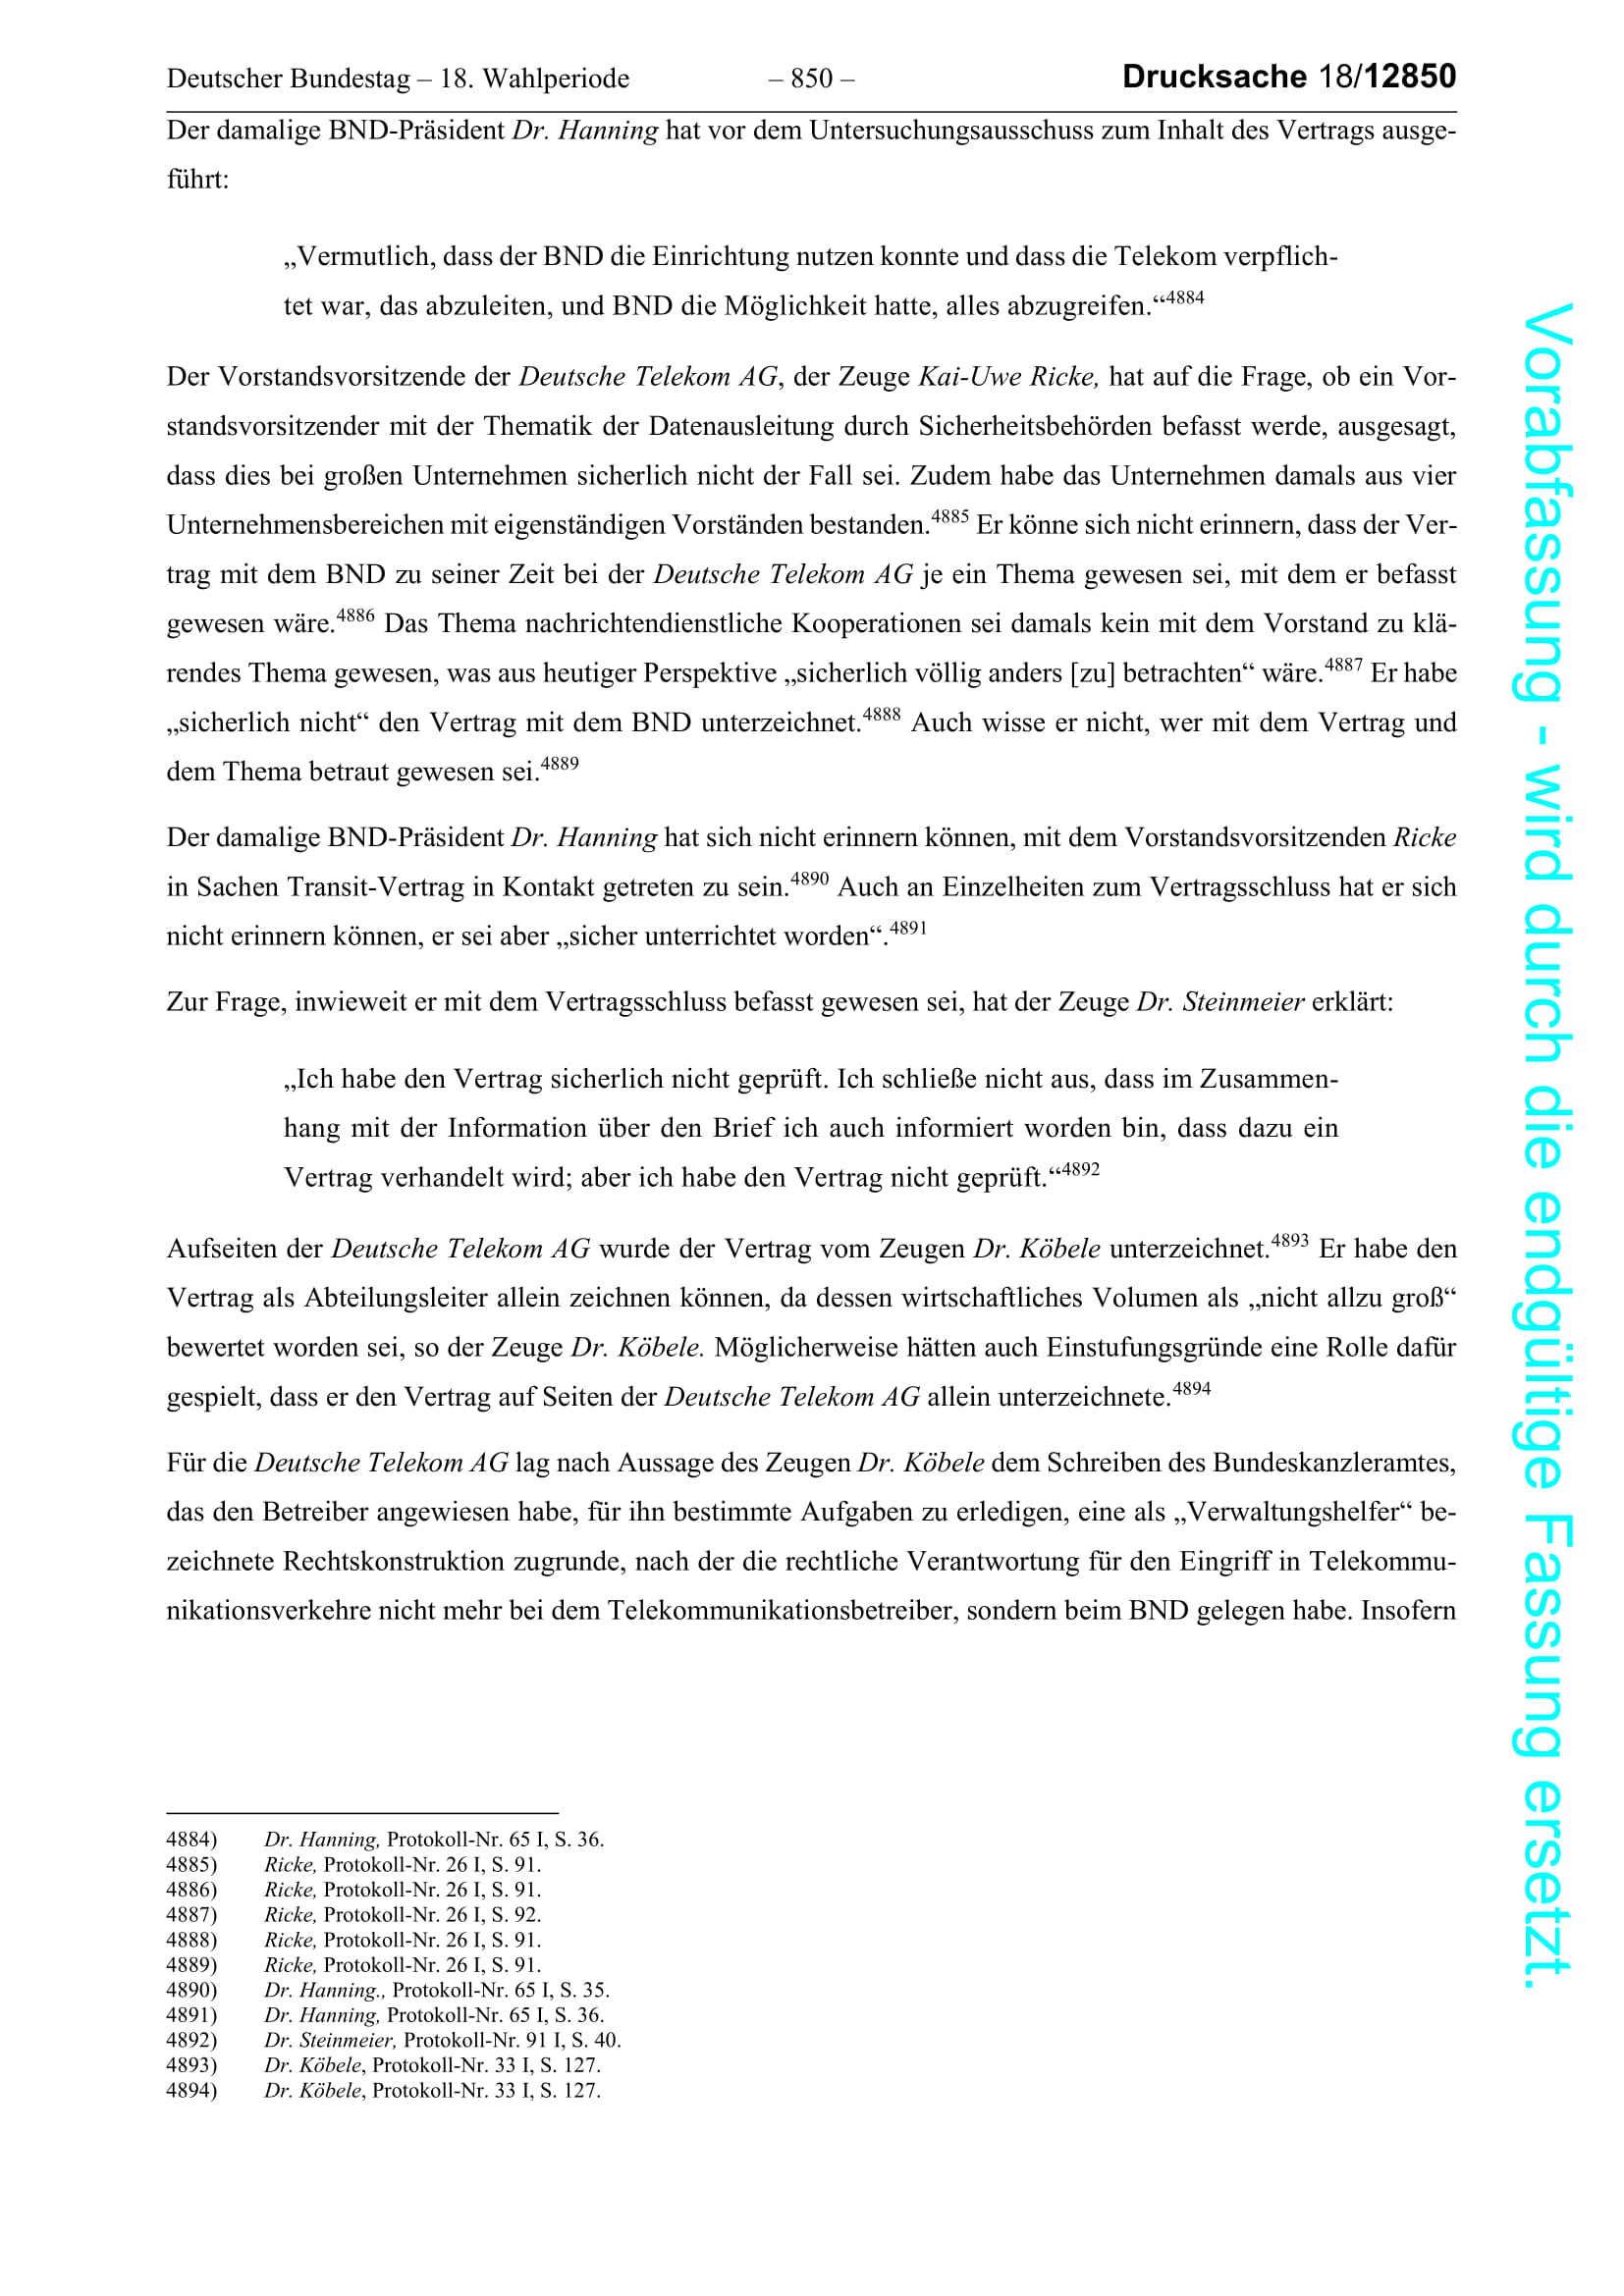 Deutscher Bundestag – 18. Wahlperiode – 850 – Drucksache 18/12850
Der damalige BND-Präsident Dr. Hanning hat vor dem Untersuchungsausschuss zum Inhalt des Vertrags ausge-
führt:
„Vermutlich, dass der BND die Einrichtung nutzen konnte und dass die Telekom verpflich-
tet war, das abzuleiten, und BND die Möglichkeit hatte, alles abzugreifen.“4884
Der Vorstandsvorsitzende der Deutsche Telekom AG, der Zeuge Kai-Uwe Ricke, hat auf die Frage, ob ein Vor-
standsvorsitzender mit der Thematik der Datenausleitung durch Sicherheitsbehörden befasst werde, ausgesagt,
dass dies bei großen Unternehmen sicherlich nicht der Fall sei. Zudem habe das Unternehmen damals aus vier
Unternehmensbereichen mit eigenständigen Vorständen bestanden.4885 Er könne sich nicht erinnern, dass der Ver-
trag mit dem BND zu seiner Zeit bei der Deutsche Telekom AG je ein Thema gewesen sei, mit dem er befasst
gewesen wäre.4886 Das Thema nachrichtendienstliche Kooperationen sei damals kein mit dem Vorstand zu klä-
rendes Thema gewesen, was aus heutiger Perspektive „sicherlich völlig anders [zu] betrachten“ wäre.4887 Er habe
„sicherlich nicht“ den Vertrag mit dem BND unterzeichnet.4888 Auch wisse er nicht, wer mit dem Vertrag und
dem Thema betraut gewesen sei.4889
Der damalige BND-Präsident Dr. Hanning hat sich nicht erinnern können, mit dem Vorstandsvorsitzenden Ricke
in Sachen Transit-Vertrag in Kontakt getreten zu sein.4890 Auch an Einzelheiten zum Vertragsschluss hat er sich
nicht erinnern können, er sei aber „sicher unterrichtet worden“.4891
Zur Frage, inwieweit er mit dem Vertragsschluss befasst gewesen sei, hat der Zeuge Dr. Steinmeier erklärt:
„Ich habe den Vertrag sicherlich nicht geprüft. Ich schließe nicht aus, dass im Zusammen-
hang mit der Information über den Brief ich auch informiert worden bin, dass dazu ein
Vertrag verhandelt wird; aber ich habe den Vertrag nicht geprüft.“4892
Aufseiten der Deutsche Telekom AG wurde der Vertrag vom Zeugen Dr. Köbele unterzeichnet.4893 Er habe den
Vertrag als Abteilungsleiter allein zeichnen können, da dessen wirtschaftliches Volumen als „nicht allzu groß“
bewertet worden sei, so der Zeuge Dr. Köbele. Möglicherweise hätten auch Einstufungsgründe eine Rolle dafür
gespielt, dass er den Vertrag auf Seiten der Deutsche Telekom AG allein unterzeichnete.4894
Für die Deutsche Telekom AG lag nach Aussage des Zeugen Dr. Köbele dem Schreiben des Bundeskanzleramtes,
das den Betreiber angewiesen habe, für ihn bestimmte Aufgaben zu erledigen, eine als „Verwaltungshelfer“ be-
zeichnete Rechtskonstruktion zugrunde, nach der die rechtliche Verantwortung für den Eingriff in Telekommu-
nikationsverkehre nicht mehr bei dem Telekommunikationsbetreiber, sondern beim BND gelegen habe. Insofern
4884) Dr. Hanning, Protokoll-Nr. 65 I, S. 36.
4885) Ricke, Protokoll-Nr. 26 I, S. 91.
4886) Ricke, Protokoll-Nr. 26 I, S. 91.
4887) Ricke, Protokoll-Nr. 26 I, S. 92.
4888) Ricke, Protokoll-Nr. 26 I, S. 91.
4889) Ricke, Protokoll-Nr. 26 I, S. 91.
4890) Dr. Hanning., Protokoll-Nr. 65 I, S. 35.
4891) Dr. Hanning, Protokoll-Nr. 65 I, S. 36.
4892) Dr. Steinmeier, Protokoll-Nr. 91 I, S. 40.
4893) Dr. Köbele, Protokoll-Nr. 33 I, S. 127.
4894) Dr. Köbele, Protokoll-Nr. 33 I, S. 127.
Vorabfassung - wird durch die endgültige Fassung ersetzt.